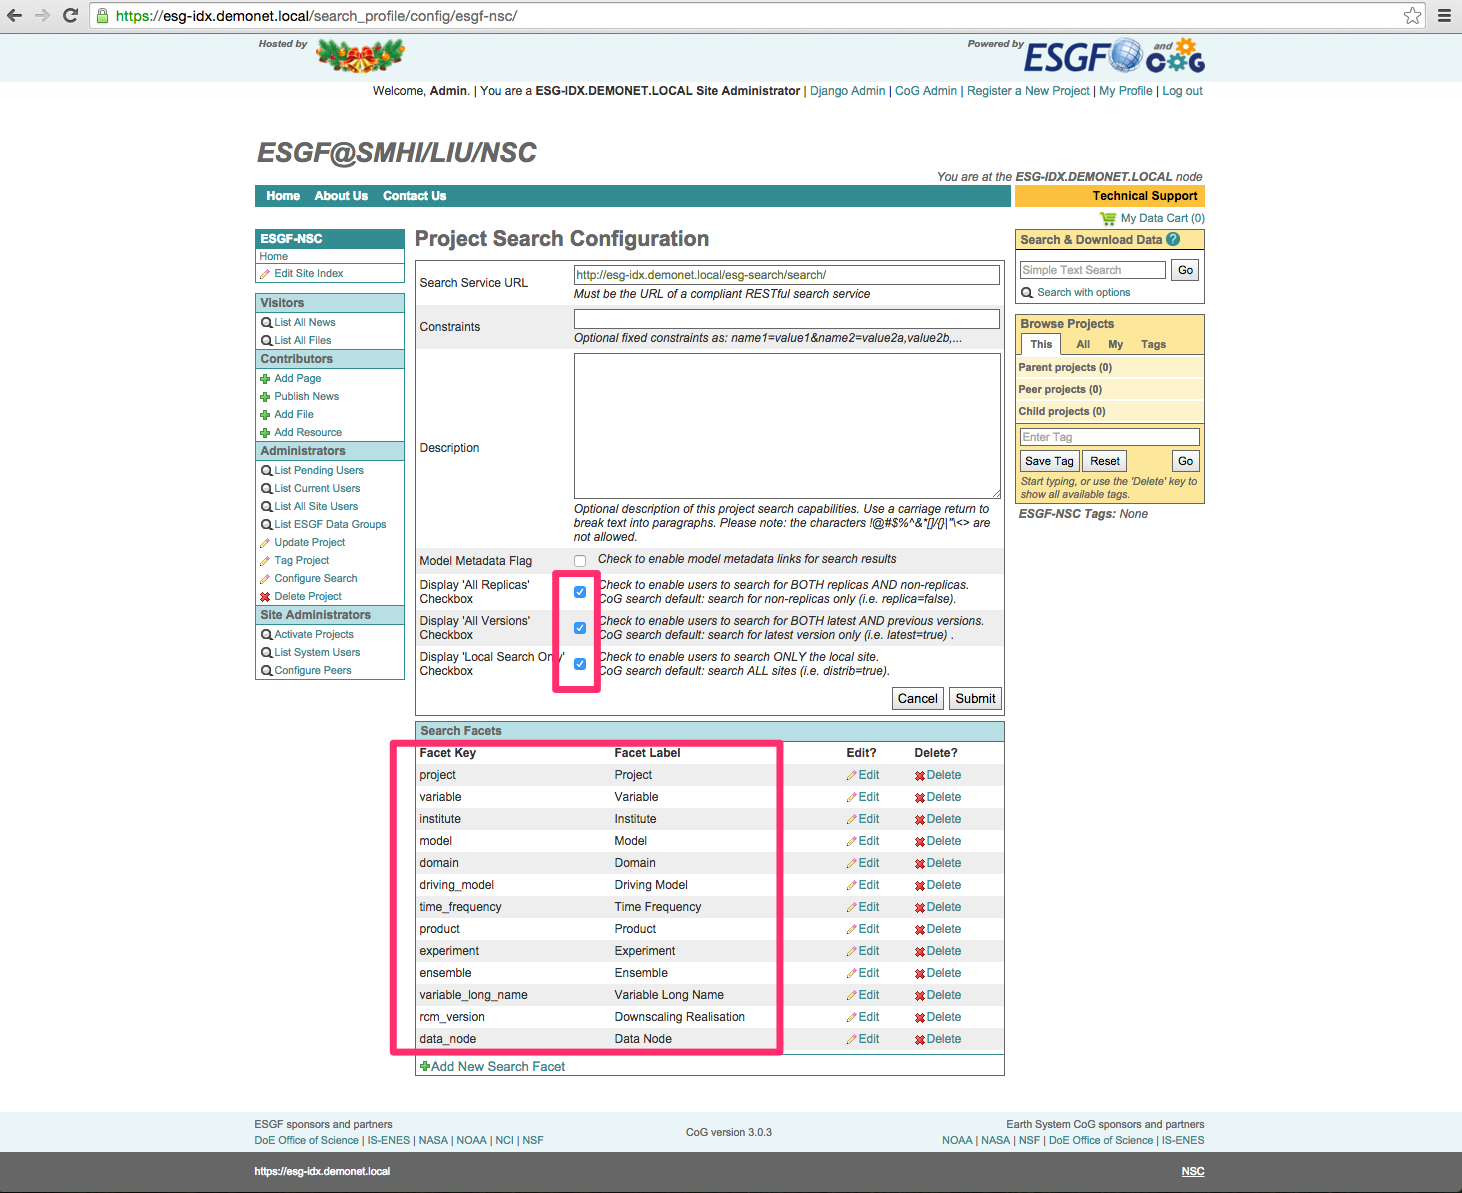 https://esg-idx.demonet.local/search_profile/config/esgf-nsc/
Hosted by
Powered by ESGF and CoG
Welcome, Admin. | You are a ESG-IDX.DEMONET.LOCAL Site Administrator | Django Admin | CoG Admin | Register a New Project | My Profile | Log out
ESGF@SMHI/LIU/NSC
You are at the ESG-IDX.DEMONET.LOCAL node
Home About Us Contact Us
Technical Support
My Data Cart (0)
ESGF-NSC
Home
Edit Site Index
Visitors
List All News
List All Files
Contributors
Add Page
Publish News
Add File
Add Resource
Administrators
List Pending Users
List Current Users
List All Site Users
List ESGF Data Groups
Update Project
Tag Project
Configure Search
Delete Project
Site Administrators
Activate Projects
List System Users
Configure Peers
Project Search Configuration
Search Service URL
http://esg-idx.demonet.local/esg-search/search/
Must be the URL of a compliant RESTful search service
Constraints
Optional fixed constraints as: name1=value1&name2=value2a,value2b,...
Description
Optional description of this project search capabilities. Use a carriage return to
break text into paragraphs. Please note: the characters !@#$%^&*[]/{}|"\<> are
not allowed.
Model Metadata Flag
Check to enable model metadata links for search results
Display 'All Replicas'
Checkbox
Check to enable users to search for BOTH replicas AND non-replicas.
CoG search default: search for non-replicas only (i.e. replica=false).
Display 'All Versions'
Checkbox
Check to enable users to search for BOTH latest AND previous versions.
CoG search default: search for latest version only (i.e. latest=true) .
Display 'Local Search Only'
Checkbox
Check to enable users to search ONLY the local site.
CoG search default: search ALL sites (i.e. distrib=true).
Cancel Submit
Search Facets
Facet Key Facet Label Edit? Delete?
project Project Edit Delete
variable Variable Edit Delete
institute Institute Edit Delete
model Model Edit Delete
domain Domain Edit Delete
driving_model Driving Model Edit Delete
time_frequency Time Frequency Edit Delete
product Product Edit Delete
experiment Experiment Edit Delete
ensemble Ensemble Edit Delete
variable_long_name Variable Long Name Edit Delete
rcm_version Downscaling Realisation Edit Delete
data_node Data Node Edit Delete
Add New Search Facet
Search & Download Data ?
Simple Text Search Go
Search with options
Browse Projects
This All My Tags
Parent projects (0)
Peer projects (0)
Child projects (0)
Enter Tag
Save Tag Reset Go
Start typing, or use the 'Delete' key to
show all available tags.
ESGF-NSC Tags: None
ESGF sponsors and partners
DoE Office of Science | IS-ENES | NASA | NOAA | NCI | NSF
CoG version 3.0.3
Earth System CoG sponsors and partners
NOAA | NASA | NSF | DoE Office of Science | IS-ENES
https://esg-idx.demonet.local
NSC